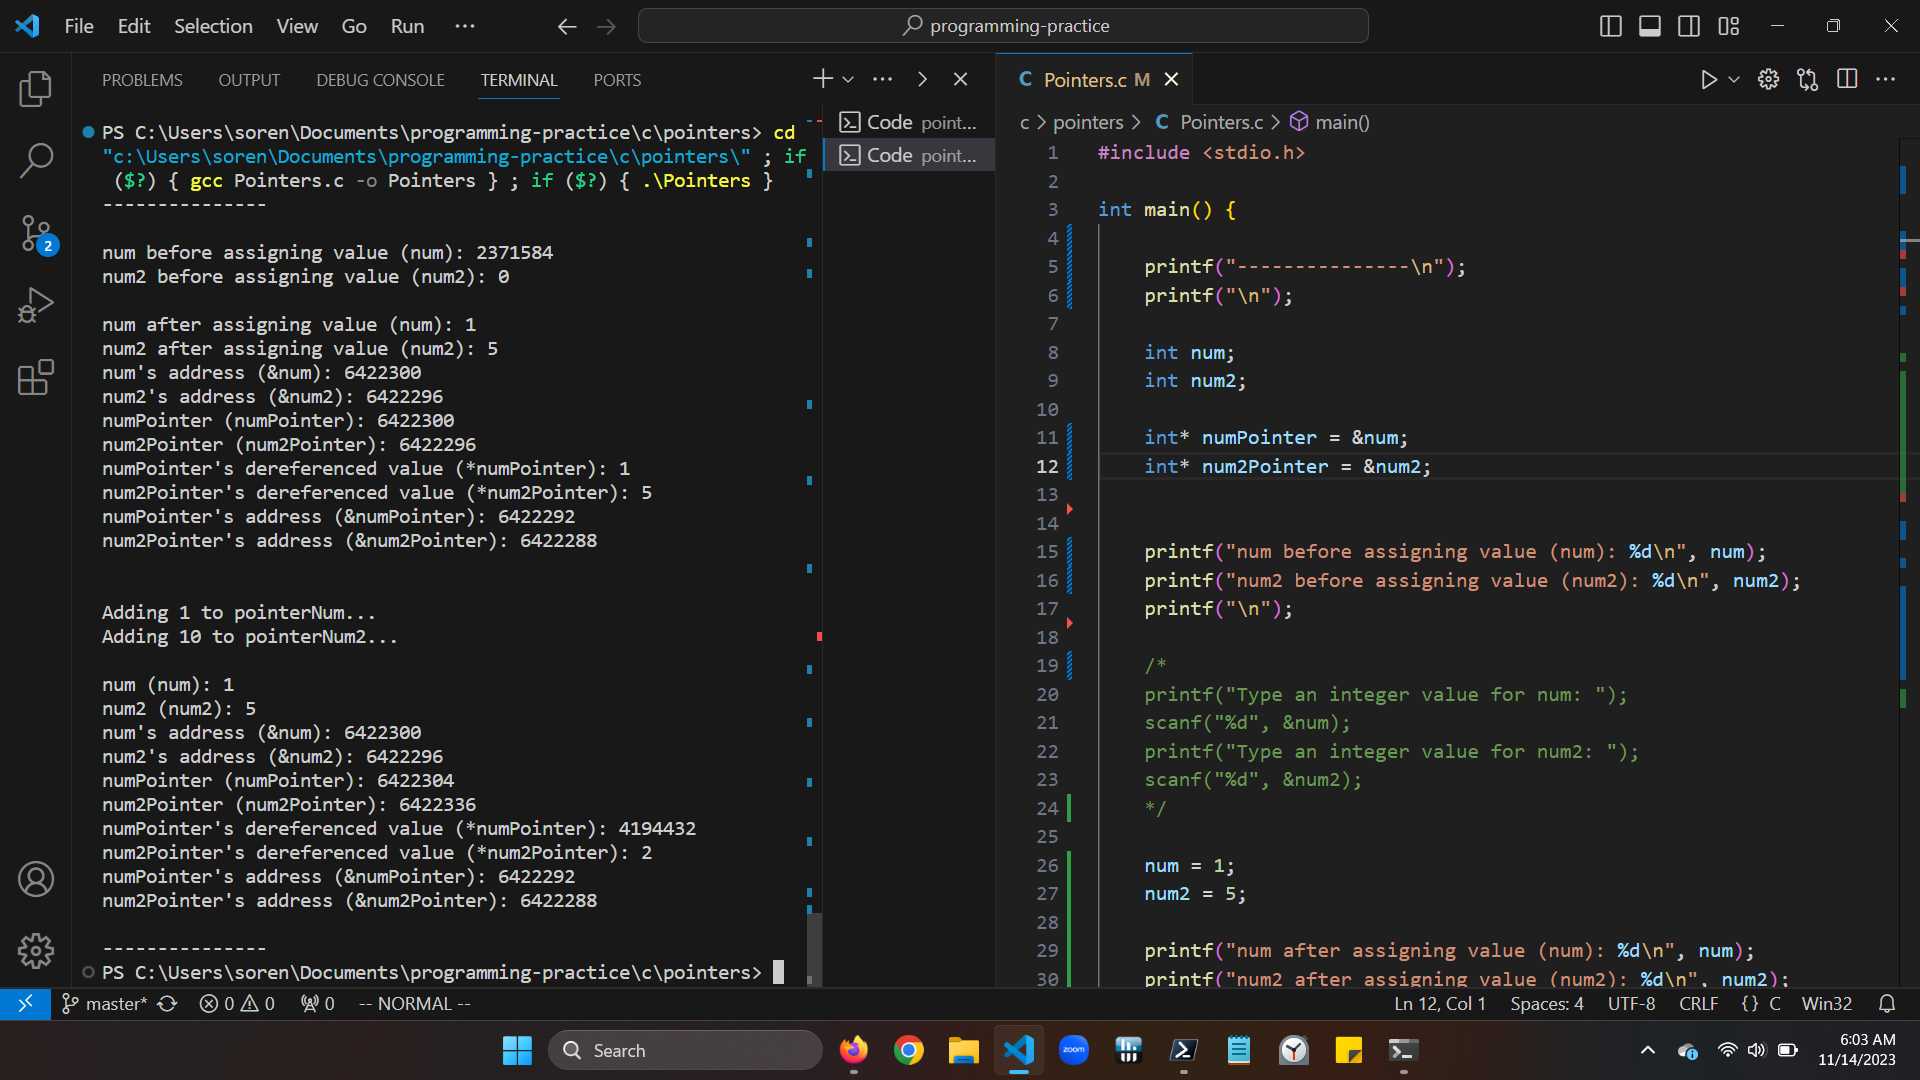 File Edit Selection View Go Run ···
programming-practice
PROBLEMS OUTPUT DEBUG CONSOLE TERMINAL PORTS
PS C:\Users\soren\Documents\programming-practice\c\pointers> cd
"c:\Users\soren\Documents\programming-practice\c\pointers\" ; if
($?) { gcc Pointers.c -o Pointers } ; if ($?) { .\Pointers }
---------------
num before assigning value (num): 2371584
num2 before assigning value (num2): 0
num after assigning value (num): 1
num2 after assigning value (num2): 5
num's address (&num): 6422300
num2's address (&num2): 6422296
numPointer (numPointer): 6422300
num2Pointer (num2Pointer): 6422296
numPointer's dereferenced value (*numPointer): 1
num2Pointer's dereferenced value (*num2Pointer): 5
numPointer's address (&numPointer): 6422292
num2Pointer's address (&num2Pointer): 6422288
Adding 1 to pointerNum...
Adding 10 to pointerNum2...
num (num): 1
num2 (num2): 5
num's address (&num): 6422300
num2's address (&num2): 6422296
numPointer (numPointer): 6422304
num2Pointer (num2Pointer): 6422336
numPointer's dereferenced value (*numPointer): 4194432
num2Pointer's dereferenced value (*num2Pointer): 2
numPointer's address (&numPointer): 6422292
num2Pointer's address (&num2Pointer): 6422288
---------------
PS C:\Users\soren\Documents\programming-practice\c\pointers>
Code point...
Code point...
C Pointers.c M
c > pointers > C Pointers.c > main()
1 #include <stdio.h>
2
3 int main() {
4
5 printf("---------------\n");
6 printf("\n");
7
8 int num;
9 int num2;
10
11 int* numPointer = &num;
12 int* num2Pointer = &num2;
13
14
15 printf("num before assigning value (num): %d\n", num);
16 printf("num2 before assigning value (num2): %d\n", num2);
17 printf("\n");
18
19 /*
20 printf("Type an integer value for num: ");
21 scanf("%d", &num);
22 printf("Type an integer value for num2: ");
23 scanf("%d", &num2);
24 */
25
26 num = 1;
27 num2 = 5;
28
29 printf("num after assigning value (num): %d\n", num);
30 printf("num2 after assigning value (num2): %d\n", num2);
2
master* 0 0 0 -- NORMAL --
Ln 12, Col 1 Spaces: 4 UTF-8 CRLF {} C Win32
Search
zoom
6:03 AM
11/14/2023